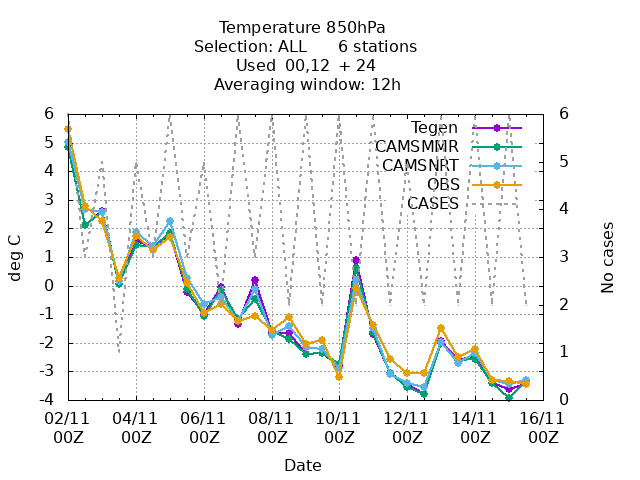 Temperature 850hPa
Selection: ALL 6 stations
Used 00,12 + 24
Averaging window: 12h
6
5
4
3
2
1
0
-1
-2
-3
-4
deg C
Tegen
CAMSMMR
CAMSNRT
OBS
CASES
6
5
4
3
2
1
0
No cases
02/11 04/11 06/11 08/11 10/11 12/11 14/11 16/11
00Z 00Z 00Z 00Z 00Z 00Z 00Z 00Z
Date